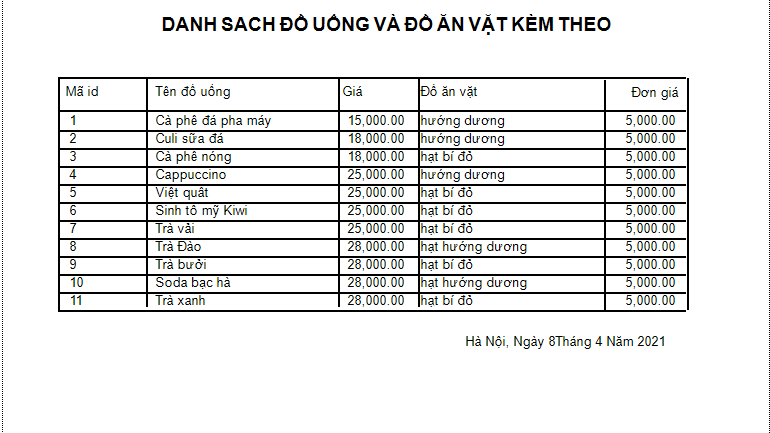 DANH SACH ĐỒ UỐNG VÀ ĐỒ ĂN VẶT KÈM THEO
Mã id Tên đồ uống Giá Đồ ăn vặt Đơn giá
1 Cà phê đá pha máy 15,000.00 hướng dương 5,000.00
2 Culi sữa đá 18,000.00 hướng dương 5,000.00
3 Cà phê nóng 18,000.00 hạt bí đỏ 5,000.00
4 Cappuccino 25,000.00 hướng dương 5,000.00
5 Việt quất 25,000.00 hạt bí đỏ 5,000.00
6 Sinh tô mỹ Kiwi 25,000.00 hạt bí đỏ 5,000.00
7 Trà vải 25,000.00 hạt bí đỏ 5,000.00
8 Trà Đào 28,000.00 hạt hướng dương 5,000.00
9 Trà bưởi 28,000.00 hạt bí đỏ 5,000.00
10 Soda bạc hà 28,000.00 hạt hướng dương 5,000.00
11 Trà xanh 28,000.00 hạt bí đỏ 5,000.00
Hà Nội, Ngày 8Tháng 4 Năm 2021